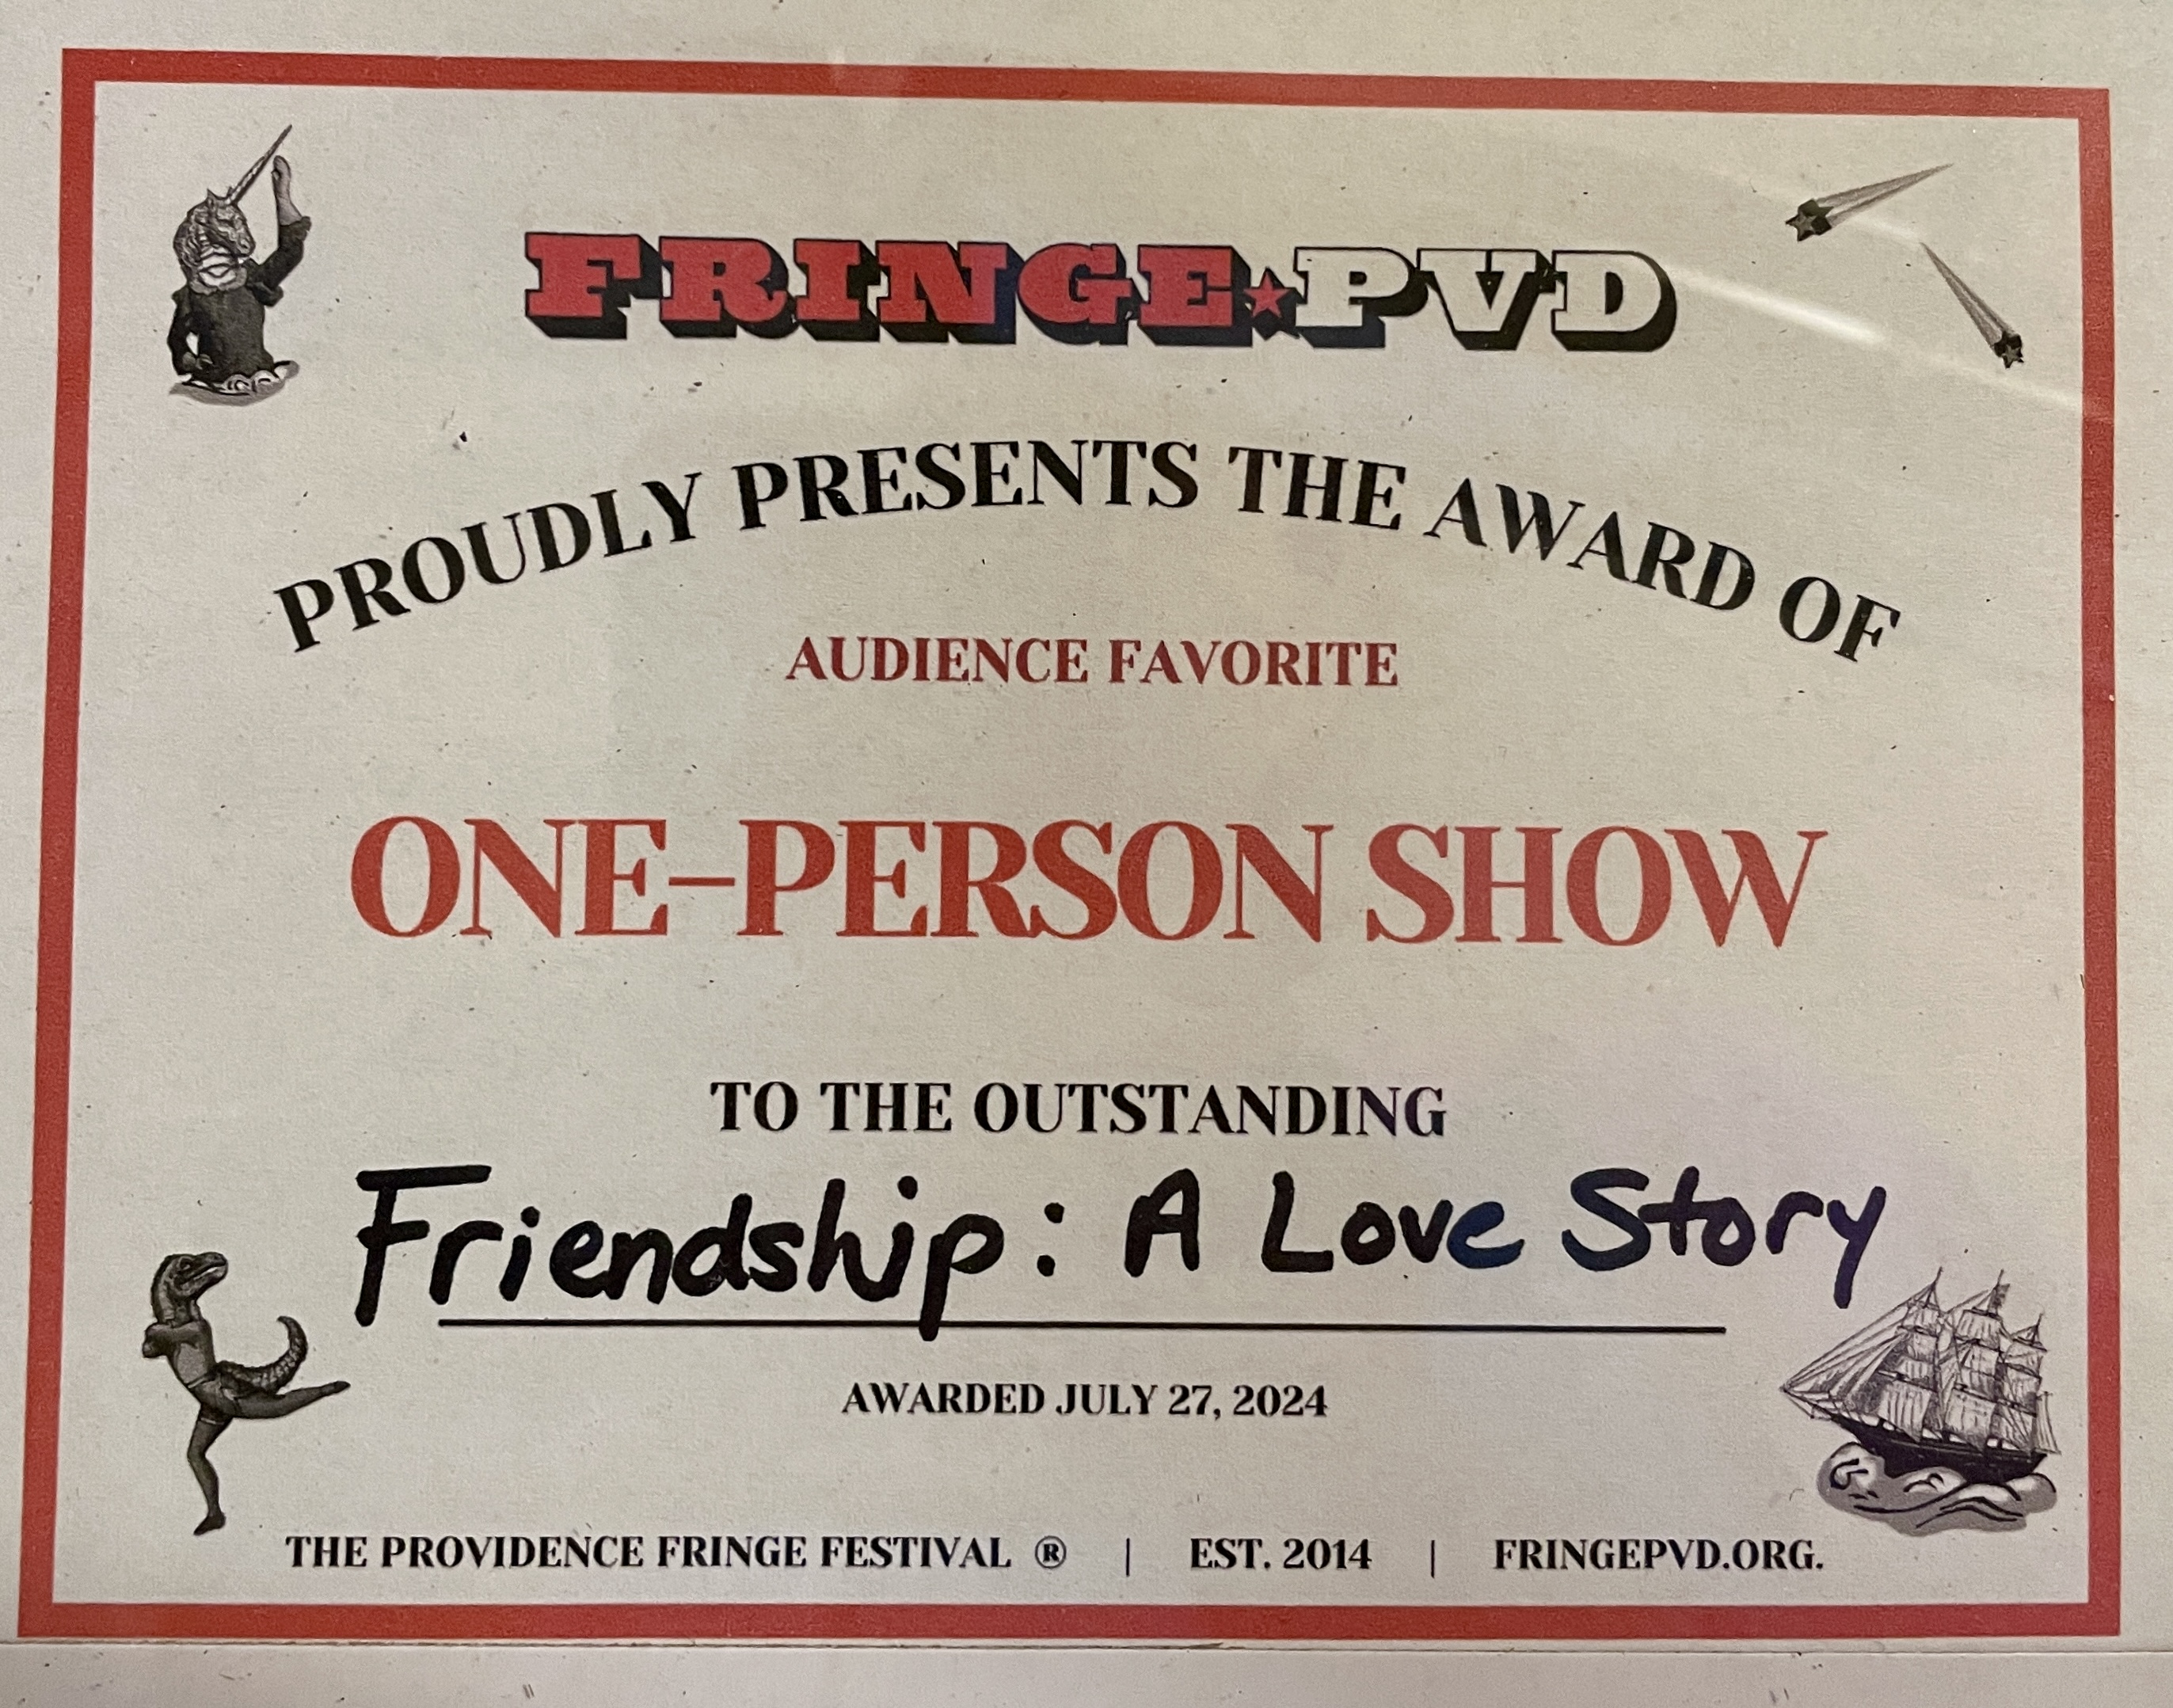 FRINGE★PVD
PROUDLY PRESENTS THE AWARD OF
AUDIENCE FAVORITE
ONE-PERSON SHOW
TO THE OUTSTANDING
Friendship: A Love Story
AWARDED JULY 27, 2024
THE PROVIDENCE FRINGE FESTIVAL ® | EST. 2014 | FRINGEPVD.ORG.